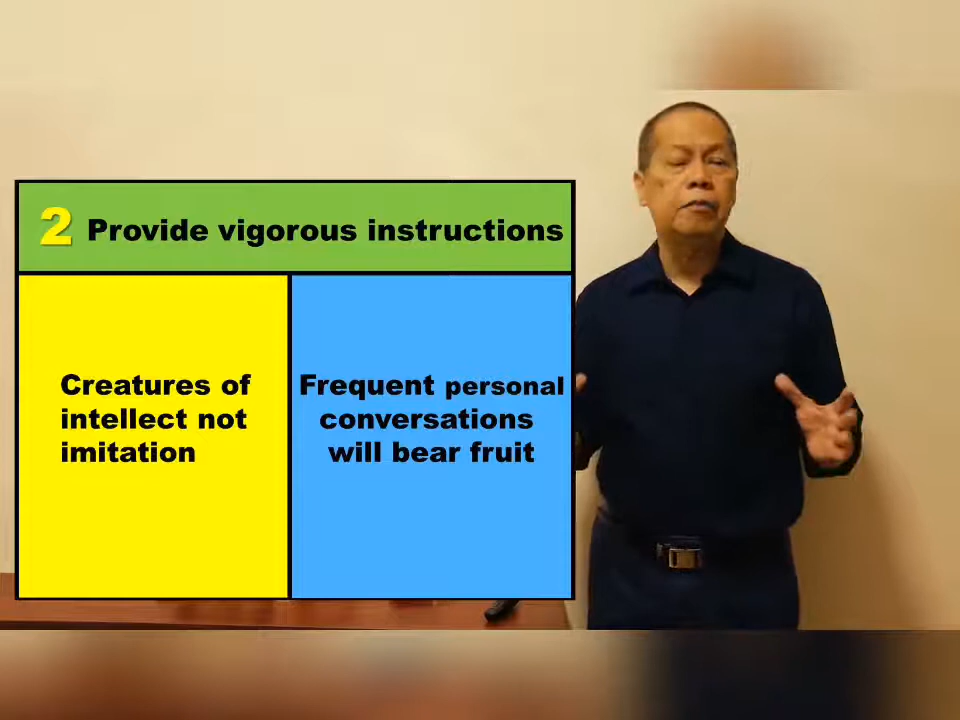 2 Provide vigorous instructions
Creatures of
intellect not
imitation
Frequent personal
conversations
will bear fruit